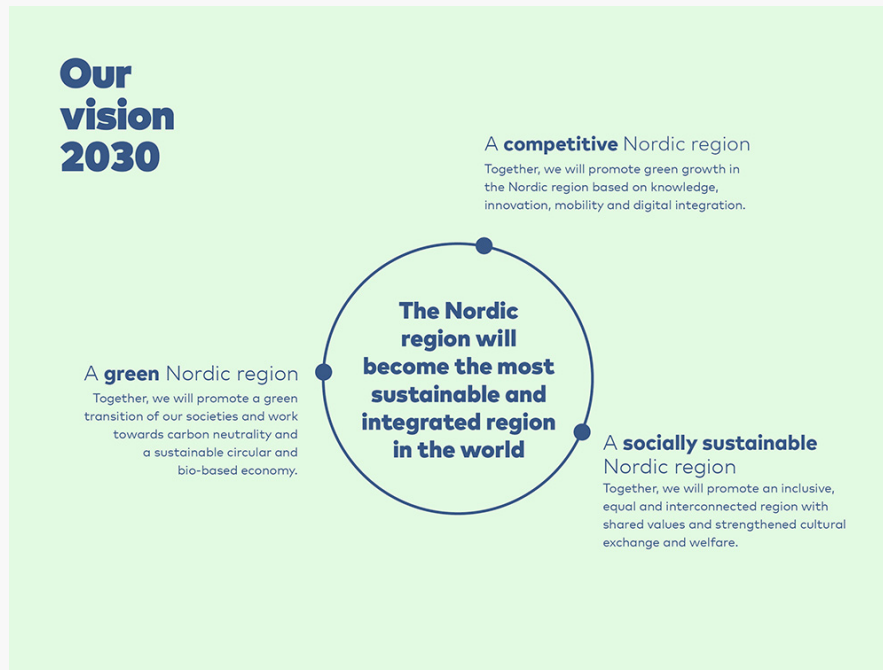 Our
vision
2030
A competitive Nordic region
Together, we will promote green growth in
the Nordic region based on knowledge,
innovation, mobility and digital integration.
The Nordic
region will
become the most
sustainable and
integrated region
in the world
A green Nordic region
Together, we will promote a green
transition of our societies and work
towards carbon neutrality and
a sustainable circular and
bio-based economy.
A socially sustainable
Nordic region
Together, we will promote an inclusive,
equal and interconnected region with
shared values and strengthened cultural
exchange and welfare.